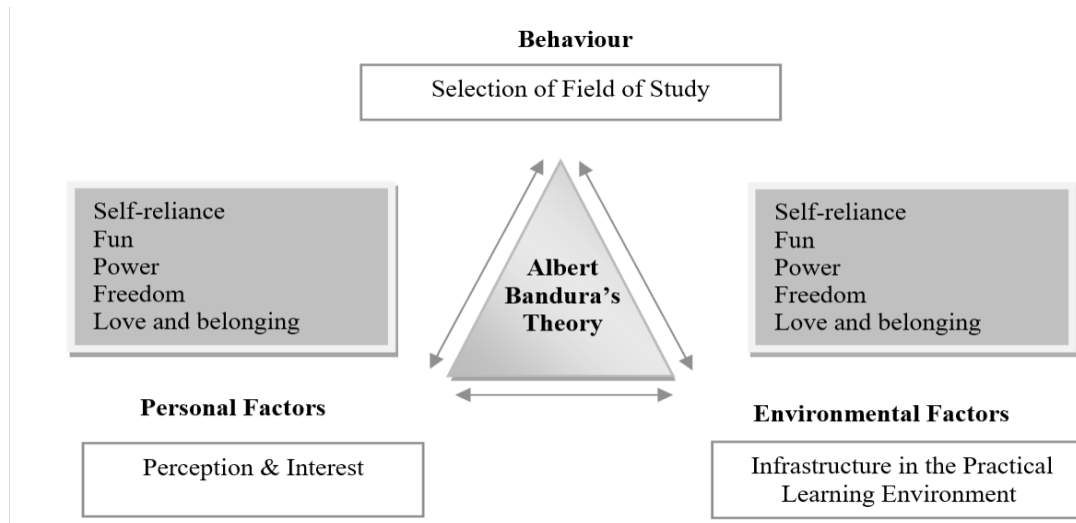 Behaviour
Selection of Field of Study
Self-reliance
Fun
Power
Freedom
Love and belonging
Albert
Bandura’s
Theory
Self-reliance
Fun
Power
Freedom
Love and belonging
Personal Factors
Perception & Interest
Environmental Factors
Infrastructure in the Practical
Learning Environment